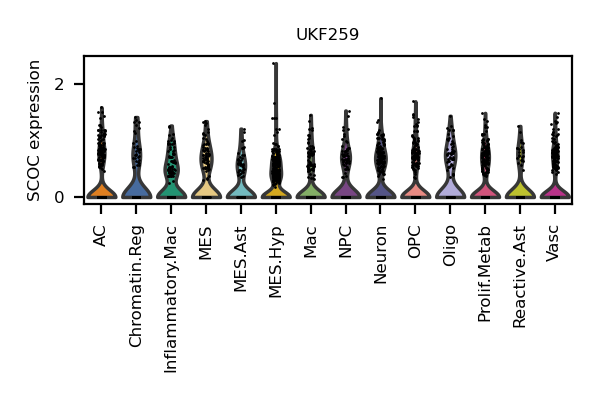 UKF259
SCOC expression
2
0
AC
Chromatin.Reg
Inflammatory.Mac
MES
MES.Ast
MES.Hyp
Mac
NPC
Neuron
OPC
Oligo
Prolif.Metab
Reactive.Ast
Vasc